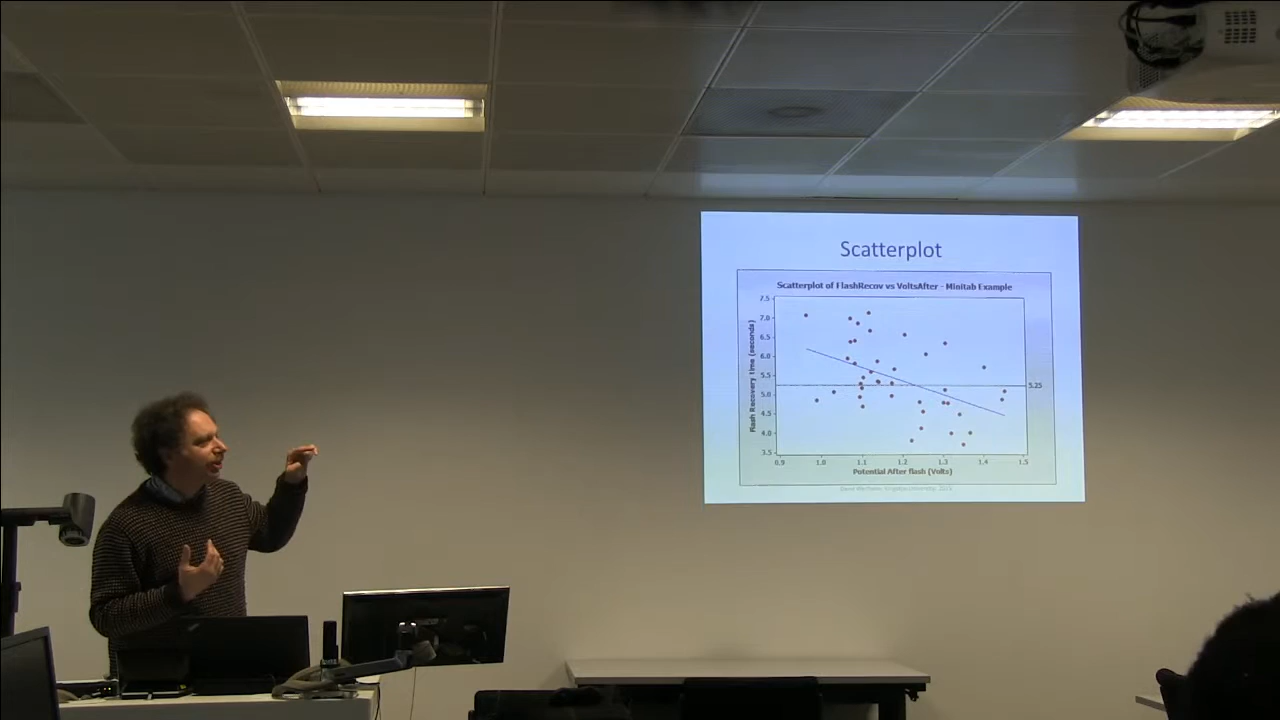 Scatterplot
Scatterplot of FlashRecov vs VoltsAfter - Minitab Example
7.5
7.0
6.5
6.0
5.5
5.0
4.5
4.0
3.5
Flash Recovery time (seconds)
5.25
0.9 1.0 1.1 1.2 1.3 1.4 1.5
Potential After flash (Volts)